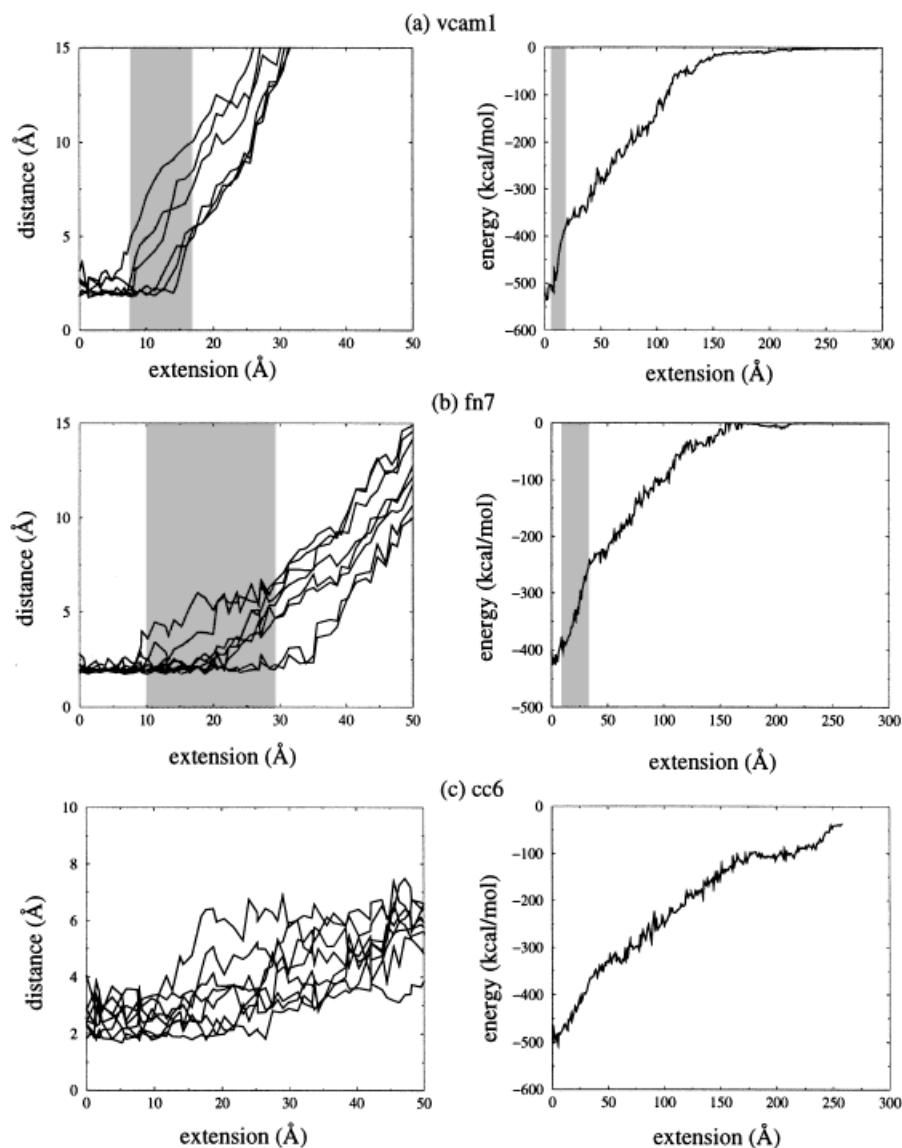 (a) vcam1
15
10
5
0
distance (Å)
0 10 20 30 40 50
extension (Å)
0
−100
−200
−300
−400
−500
−600
energy (kcal/mol)
0 50 100 150 200 250 300
extension (Å)
(b) fn7
15
10
5
0
distance (Å)
0 10 20 30 40 50
extension (Å)
0
−100
−200
−300
−400
−500
energy (kcal/mol)
0 50 100 150 200 250 300
extension (Å)
(c) cc6
10
8
6
4
2
0
distance (Å)
0 10 20 30 40 50
extension (Å)
0
−100
−200
−300
−400
−500
−600
energy (kcal/mol)
0 50 100 150 200 250 300
extension (Å)